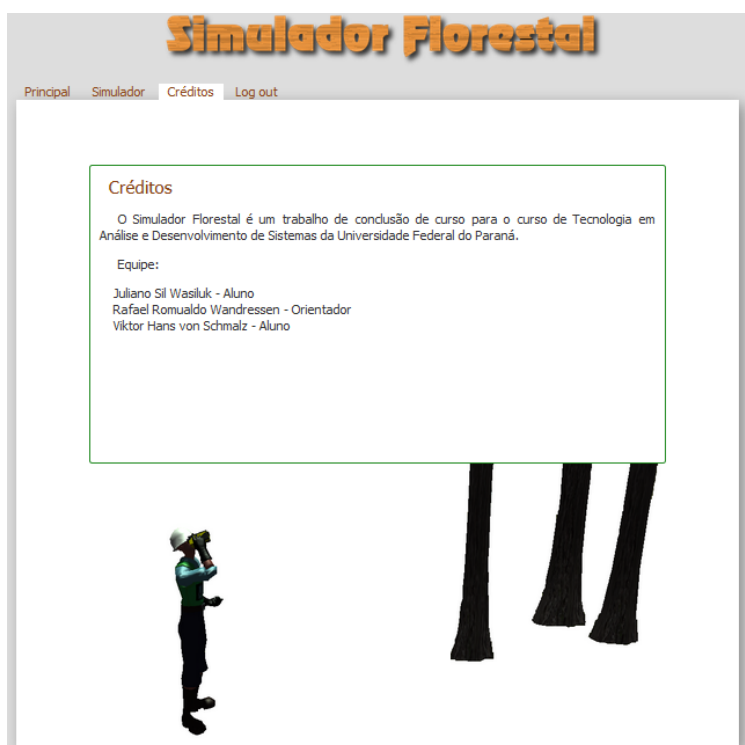 Simulador Florestal
Principal Simulador Créditos Log out
Créditos
O Simulador Florestal é um trabalho de conclusão de curso para o curso de Tecnologia em
Análise e Desenvolvimento de Sistemas da Universidade Federal do Paraná.
Equipe:
Juliano Sil Wasiluk - Aluno
Rafael Romualdo Wandressen - Orientador
Viktor Hans von Schmalz - Aluno